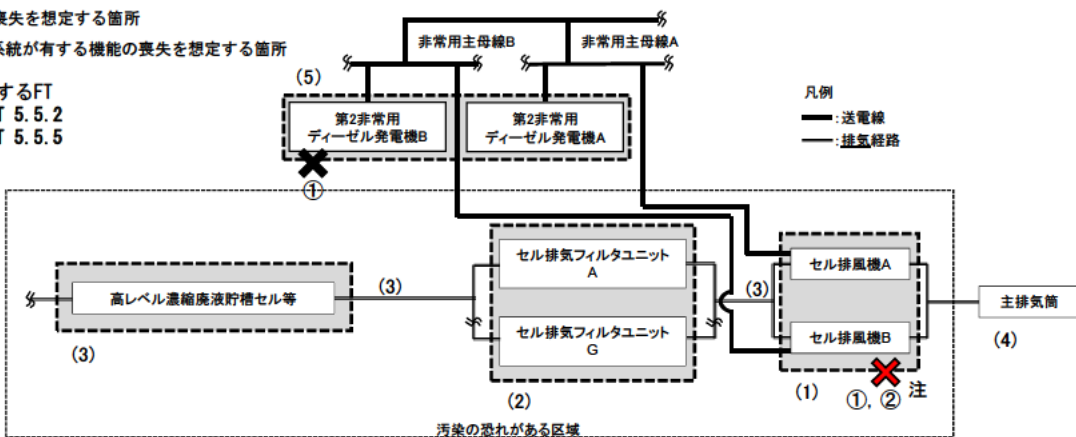 喪失を想定する箇所
系統が有する機能の喪失を想定する箇所
するFT
T 5.5.2
T 5.5.5
非常用主母線B
非常用主母線A
(5)
第2非常用
ディーゼル発電機B
第2非常用
ディーゼル発電機A
①
凡例
:送電線
:排気経路
高レベル濃縮廃液貯槽セル等
(3)
(3)
セル排気フィルタユニット
A
セル排気フィルタユニット
G
(2)
(3)
セル排風機A
セル排風機B
(1)
①, ② 注
主排気筒
(4)
汚染の恐れがある区域